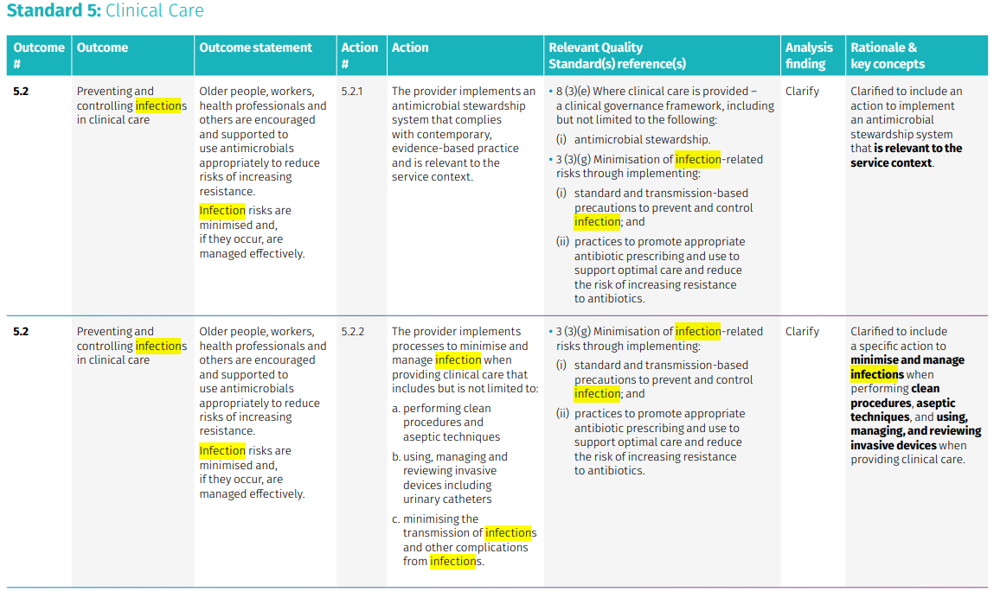 Standard 5: Clinical Care
Outcome #
Outcome
Outcome statement
Action #
Action
Relevant Quality
Standard(s) reference(s)
Analysis
finding
Rationale &
key concepts
5.2
Preventing and
controlling infections
in clinical care
Older people, workers,
health professionals and
others are encouraged
and supported to
use antimicrobials
appropriately to reduce
risks of increasing
resistance.
Infection risks are
minimised and,
if they occur, are
managed effectively.
5.2.1
The provider implements an
antimicrobial stewardship
system that complies
with contemporary,
evidence-based practice
and is relevant to the
service context.
• 8 (3)(e) Where clinical care is provided –
a clinical governance framework, including
but not limited to the following:
(i) antimicrobial stewardship.
• 3 (3)(g) Minimisation of infection-related
risks through implementing:
(i) standard and transmission-based
precautions to prevent and control
infection; and
(ii) practices to promote appropriate
antibiotic prescribing and use to
support optimal care and reduce
the risk of increasing resistance
to antibiotics.
Clarify
Clarified to include an
action to implement
an antimicrobial
stewardship system
that is relevant to the
service context.
5.2
Preventing and
controlling infections
in clinical care
Older people, workers,
health professionals and
others are encouraged
and supported to
use antimicrobials
appropriately to reduce
risks of increasing
resistance.
Infection risks are
minimised and,
if they occur, are
managed effectively.
5.2.2
The provider implements
processes to minimise and
manage infection when
providing clinical care that
includes but is not limited to:
a. performing clean
procedures and
aseptic techniques
b. using, managing and
reviewing invasive
devices including
urinary catheters
c. minimising the
transmission of infections
and other complications
from infections.
• 3 (3)(g) Minimisation of infection-related
risks through implementing:
(i) standard and transmission-based
precautions to prevent and control
infection; and
(ii) practices to promote appropriate
antibiotic prescribing and use to
support optimal care and reduce
the risk of increasing resistance
to antibiotics.
Clarify
Clarified to include
a specific action to
minimise and manage
infections when
performing clean
procedures, aseptic
techniques, and using,
managing, and reviewing
invasive devices when
providing clinical care.